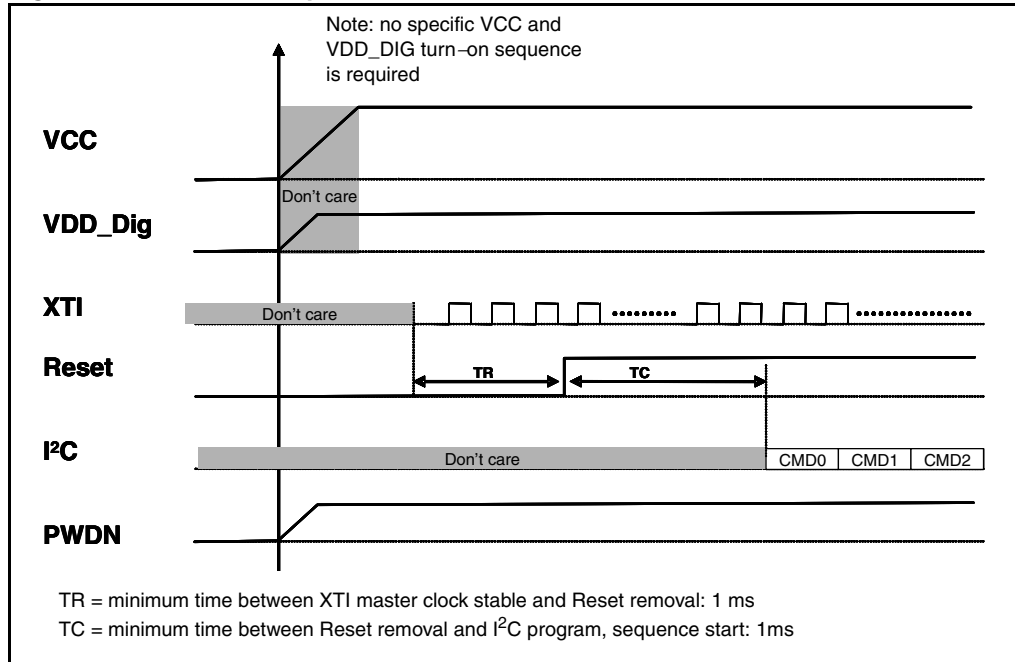 Note: no specific VCC and
VDD_DIG turn–on sequence
is required
VCC
Don't care
VDD_Dig
XTI
Don't care
Reset
TR
TC
I²C
Don't care
CMD0 CMD1 CMD2
PWDN
TR = minimum time between XTI master clock stable and Reset removal: 1 ms
TC = minimum time between Reset removal and I²C program, sequence start: 1ms